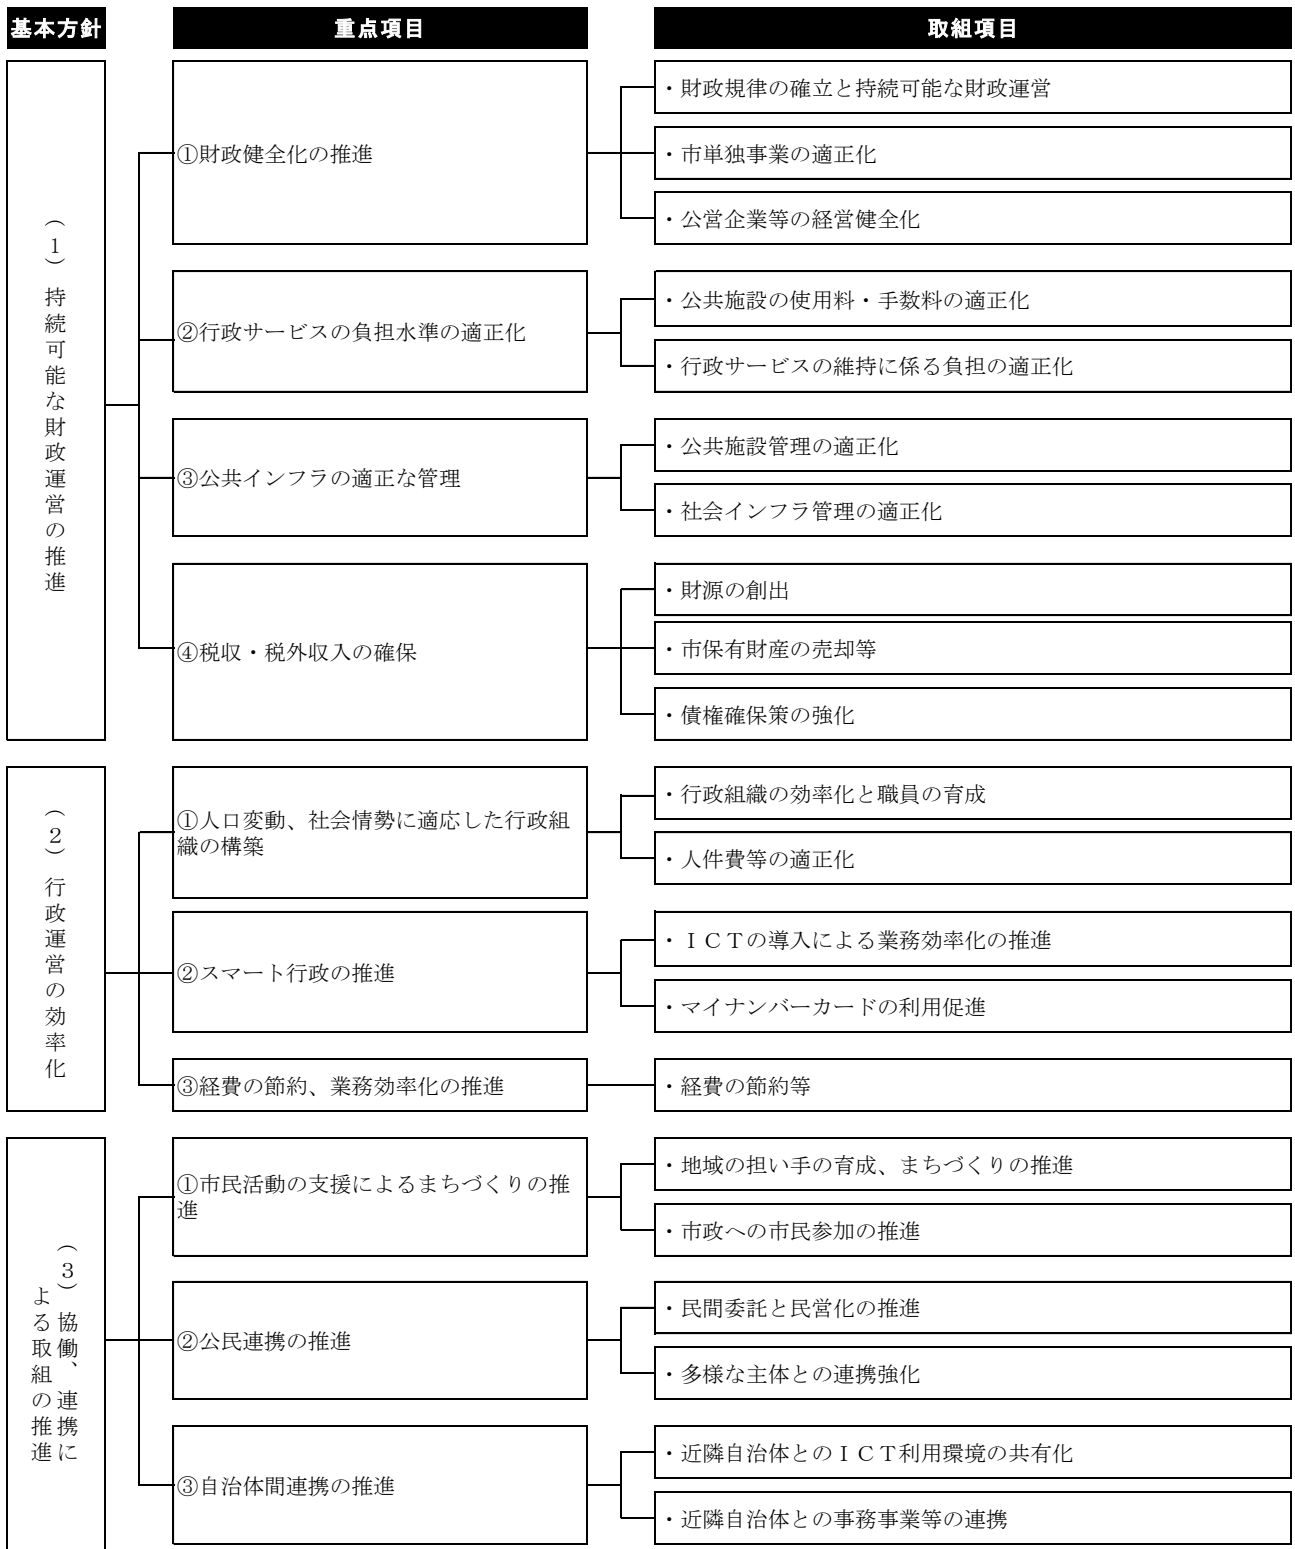 基本方針
重点項目
取組項目
（１）持続可能な財政運営の推進
①財政健全化の推進
・財政規律の確立と持続可能な財政運営
・市単独事業の適正化
・公営企業等の経営健全化
②行政サービスの負担水準の適正化
・公共施設の使用料・手数料の適正化
・行政サービスの維持に係る負担の適正化
③公共インフラの適正な管理
・公共施設管理の適正化
・社会インフラ管理の適正化
④税収・税外収入の確保
・財源の創出
・市保有財産の売却等
・債権確保策の強化
（２）行政運営の効率化
①人口変動、社会情勢に適応した行政組
織の構築
・行政組織の効率化と職員の育成
・人件費等の適正化
②スマート行政の推進
・ＩＣＴの導入による業務効率化の推進
・マイナンバーカードの利用促進
③経費の節約、業務効率化の推進
・経費の節約等
（３）協働、連携に
よる取組の推進
①市民活動の支援によるまちづくりの推
進
・地域の担い手の育成、まちづくりの推進
・市政への市民参加の推進
②公民連携の推進
・民間委託と民営化の推進
・多様な主体との連携強化
③自治体間連携の推進
・近隣自治体とのＩＣＴ利用環境の共有化
・近隣自治体との事務事業等の連携